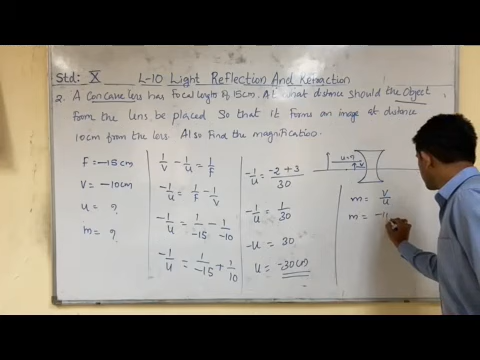 Std: X L-10 Light Reflection And Refraction
2. A Concave lens has Focal length of 15cm. At what distance should the Object
Form the lens be placed So that it Forms an image at distance
10cm from the lens. Also Find the magnification.
F = -15cm
V = -10cm
u = ?
m = ?
1/V - 1/u = 1/F
-1/u = 1/F - 1/V
-1/u = 1/-15 - 1/-10
-1/u = 1/-15 + 1/10
-1/u = -2 + 3/30
-1/u = 1/30
-u = 30
u = -30cm
u = ?
m = V/u
m =